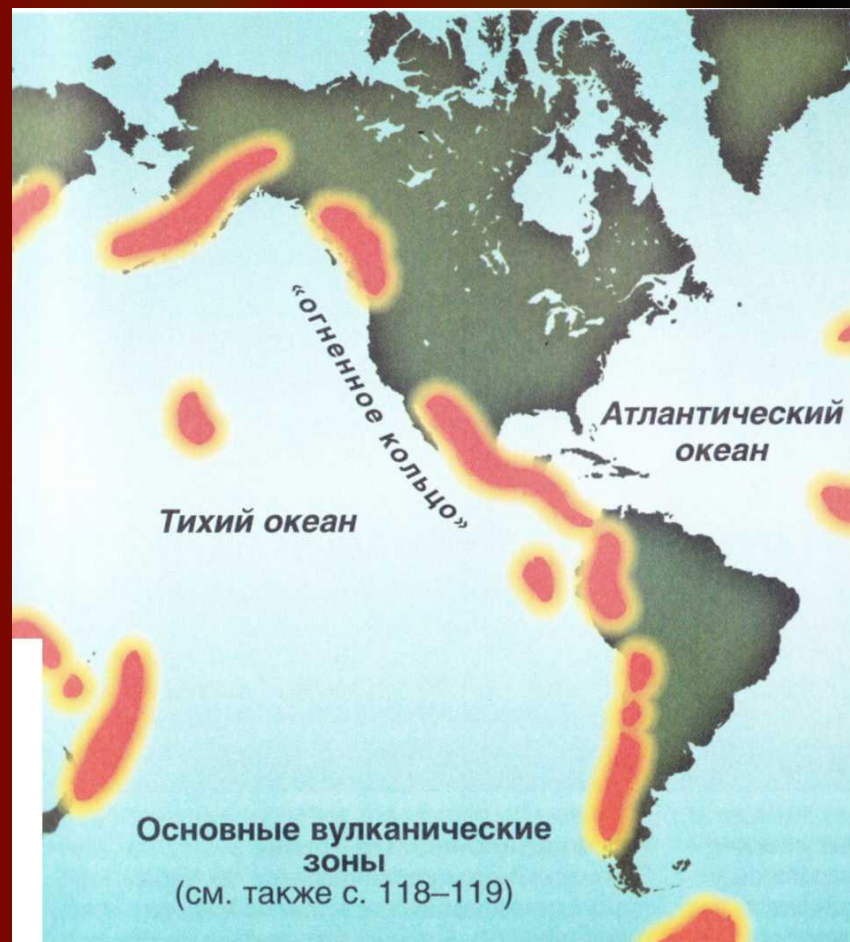 «огненное кольцо»
Атлантический
океан
Тихий океан
Основные вулканические
зоны
(см. также с. 118–119)